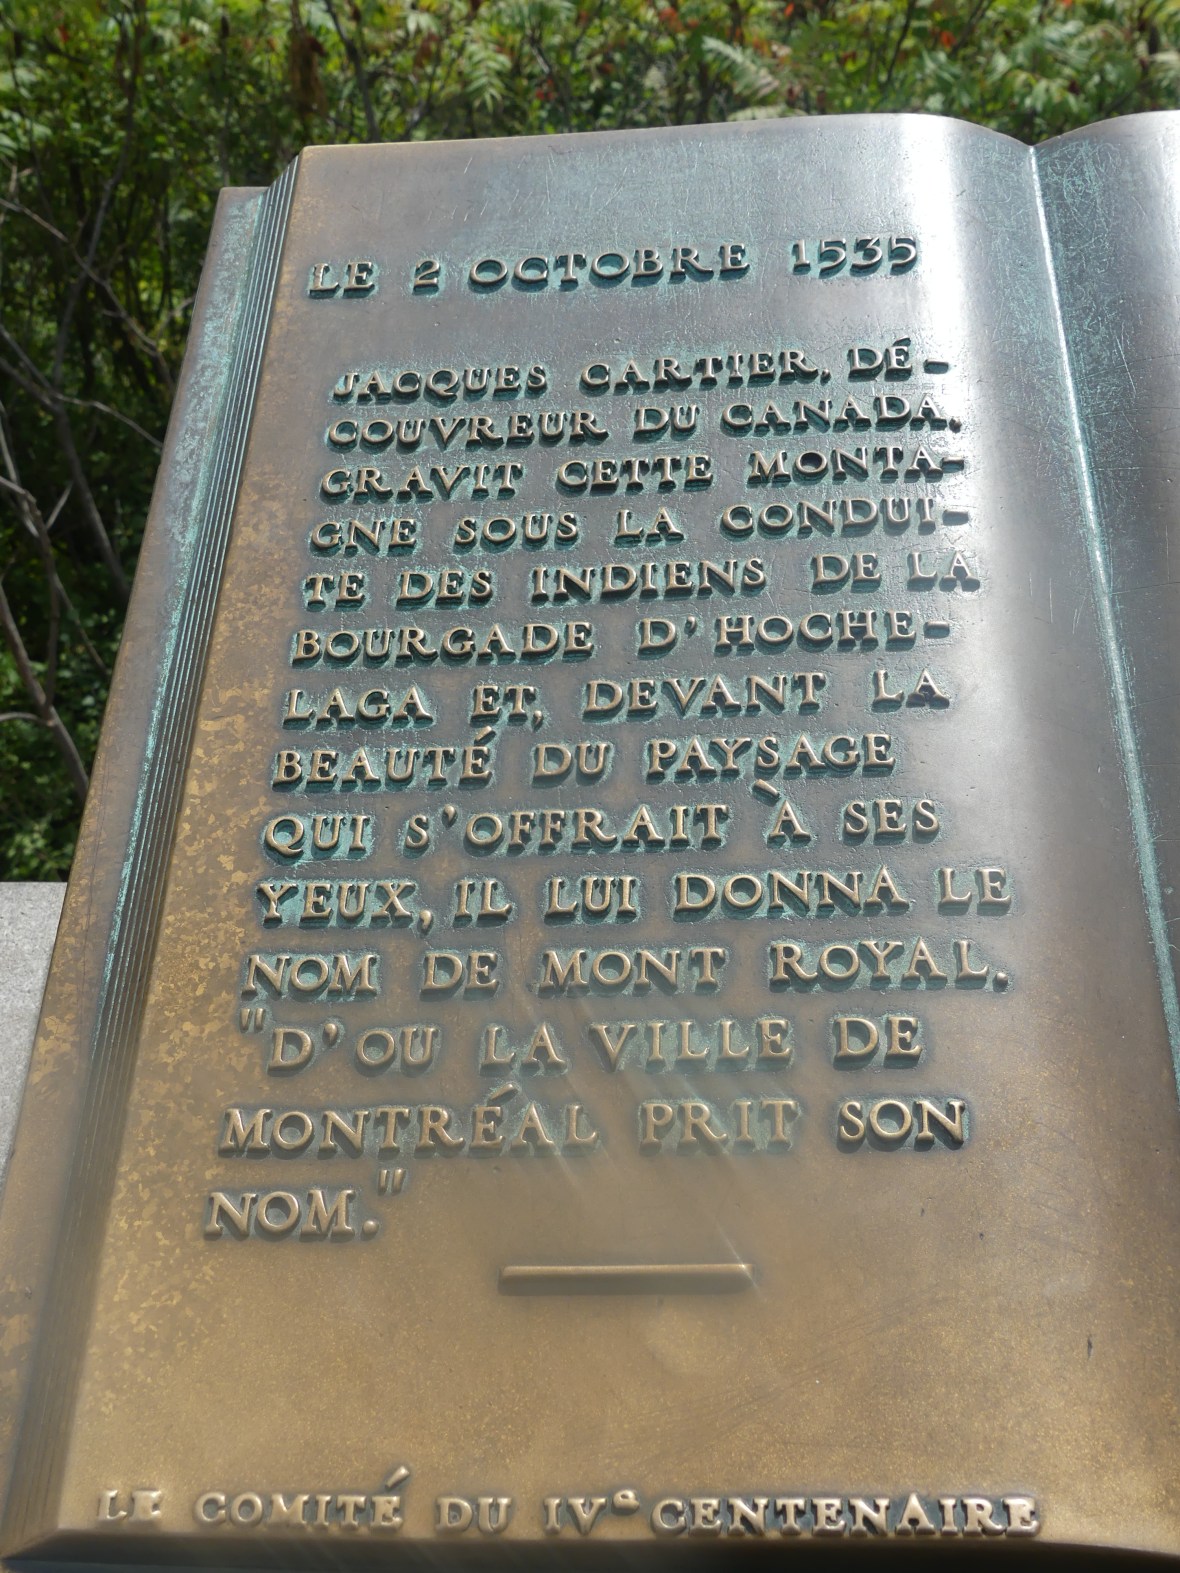 LE 2 OCTOBRE 1535
JACQUES CARTIER, DÉ-
COUVREUR DU CANADA,
GRAVIT CETTE MONTA-
GNE SOUS LA CONDUI-
TE DES INDIENS DE LA
BOURGADE D'HOCHE-
LAGA ET, DEVANT LA
BEAUTÉ DU PAYSAGE
QUI S'OFFRAIT À SES
YEUX, IL LUI DONNA LE
NOM DE MONT ROYAL.
"D'OU LA VILLE DE
MONTRÉAL PRIT SON
NOM."
LE COMITÉ DU IVe CENTENAIRE